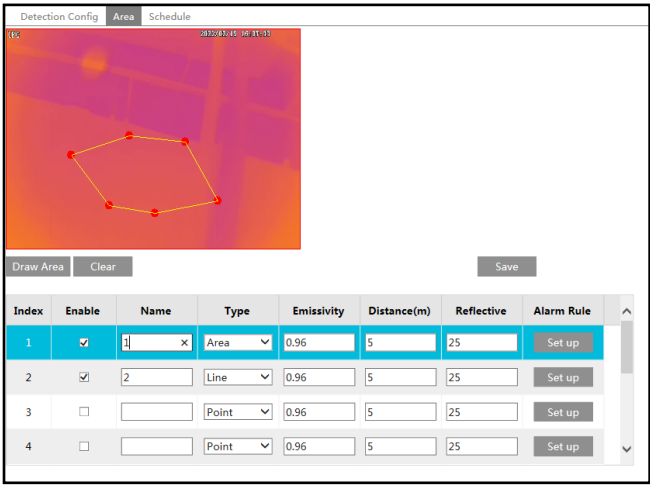 Detection Config Area Schedule
Draw Area Clear Save
Index Enable Name Type Emissivity Distance(m) Reflective Alarm Rule
1 1 × Area 0.96 5 25 Set up
2 2 Line 0.96 5 25 Set up
3 Point 0.96 5 25 Set up
4 Point 0.96 5 25 Set up